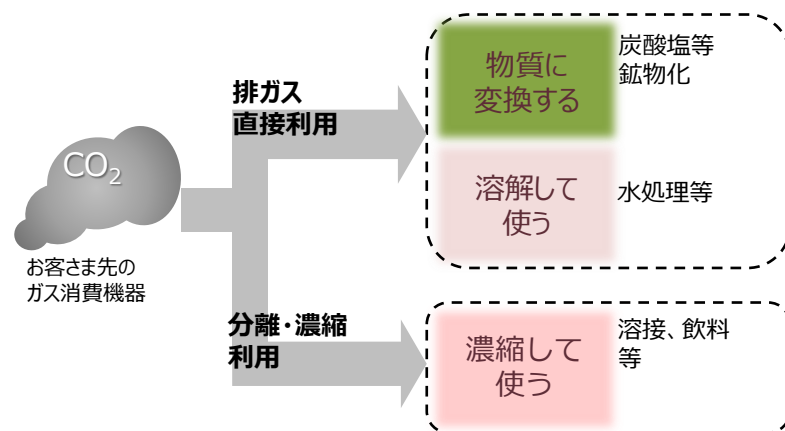 CO₂
お客さま先の
ガス消費機器
排ガス
直接利用
物質に
変換する
炭酸塩等
鉱物化
溶解して
使う
水処理等
分離・濃縮
利用
濃縮して
使う
溶接、飲料
等